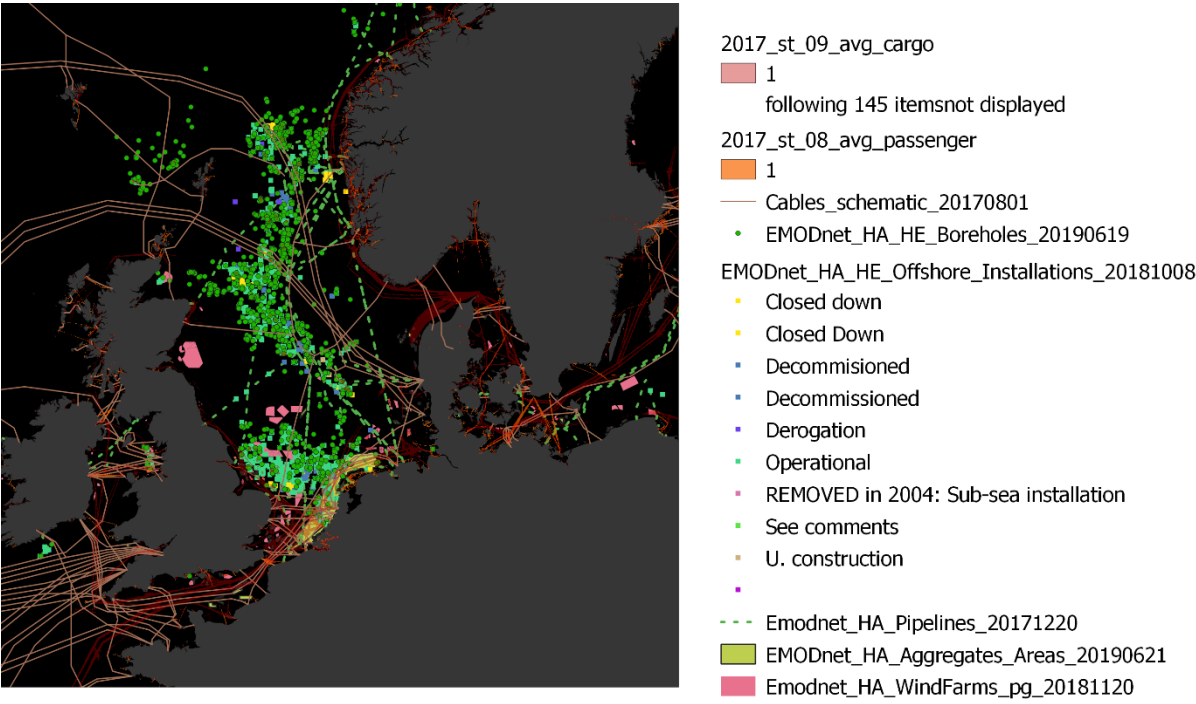 2017_st_09_avg_cargo
1
following 145 itemsnot displayed
2017_st_08_avg_passenger
1
Cables_schematic_20170801
EMODnet_HA_HE_Boreholes_20190619
EMODnet_HA_HE_Offshore_Installations_20181008
Closed down
Closed Down
Decommisioned
Decommissioned
Derogation
Operational
REMOVED in 2004: Sub-sea installation
See comments
U. construction
Emodnet_HA_Pipelines_20171220
EMODnet_HA_Aggregates_Areas_20190621
Emodnet_HA_WindFarms_pg_20181120